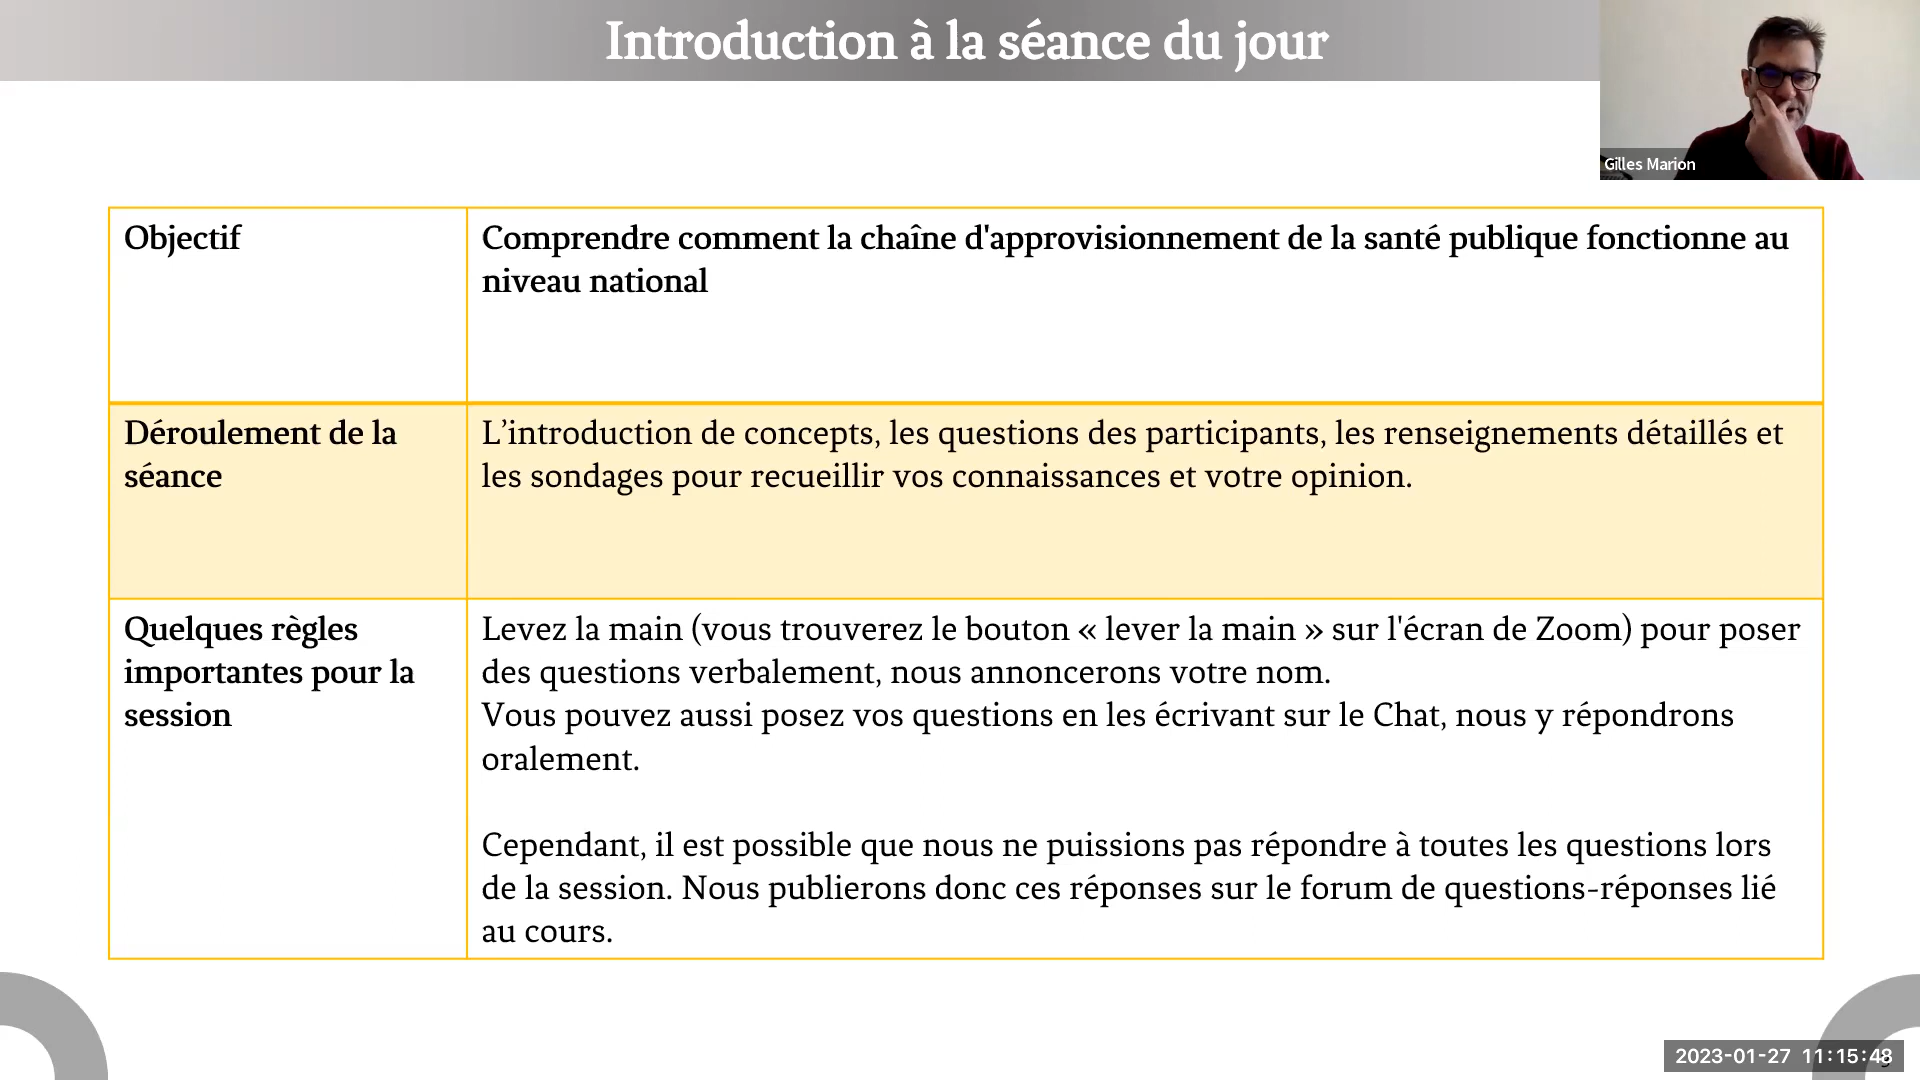 Introduction à la séance du jour
Gilles Marion
Objectif
Comprendre comment la chaîne d'approvisionnement de la santé publique fonctionne au
niveau national
Déroulement de la
séance
L’introduction de concepts, les questions des participants, les renseignements détaillés et
les sondages pour recueillir vos connaissances et votre opinion.
Quelques règles
importantes pour la
session
Levez la main (vous trouverez le bouton « lever la main » sur l'écran de Zoom) pour poser
des questions verbalement, nous annoncerons votre nom.
Vous pouvez aussi posez vos questions en les écrivant sur le Chat, nous y répondrons
oralement.
Cependant, il est possible que nous ne puissions pas répondre à toutes les questions lors
de la session. Nous publierons donc ces réponses sur le forum de questions-réponses lié
au cours.
2023-01-27 11:15:48